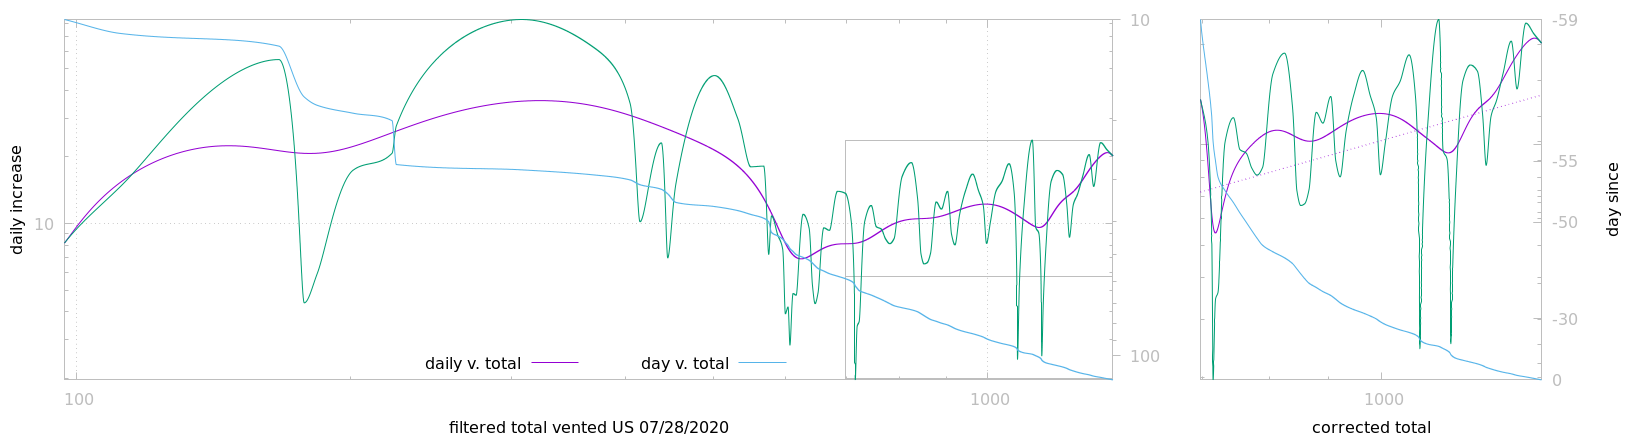 daily increase
10
daily v. total
day v. total
100
1000
filtered total vented US 07/28/2020
10
100
1000
corrected total
-59
-55
-50
-30
0
day since